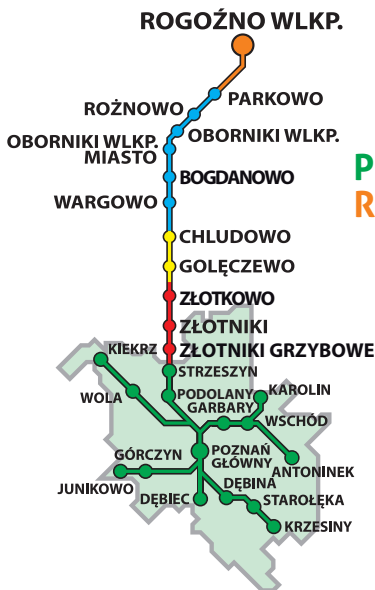 ROGOŹNO WLKP.
PARKOWO
ROŻNOWO
OBORNIKI WLKP.
OBORNIKI WLKP.
MIASTO
BOGDANOWO
P
WARGOWO
R
CHLUDOWO
GOLĘCZEWO
ZŁOTKOWO
ZŁOTNIKI
KIEKRZ
ZŁOTNIKI GRZYBOWE
STRZESZYN
WOLA
PODOLANY
KAROLIN
GARBARY
WSCHÓD
GÓRCZYN
POZNAŃ
GŁÓWNY
ANTONINEK
JUNIKOWO
DĘBINA
DĘBIEC
STAROŁĘKA
KRZESINY